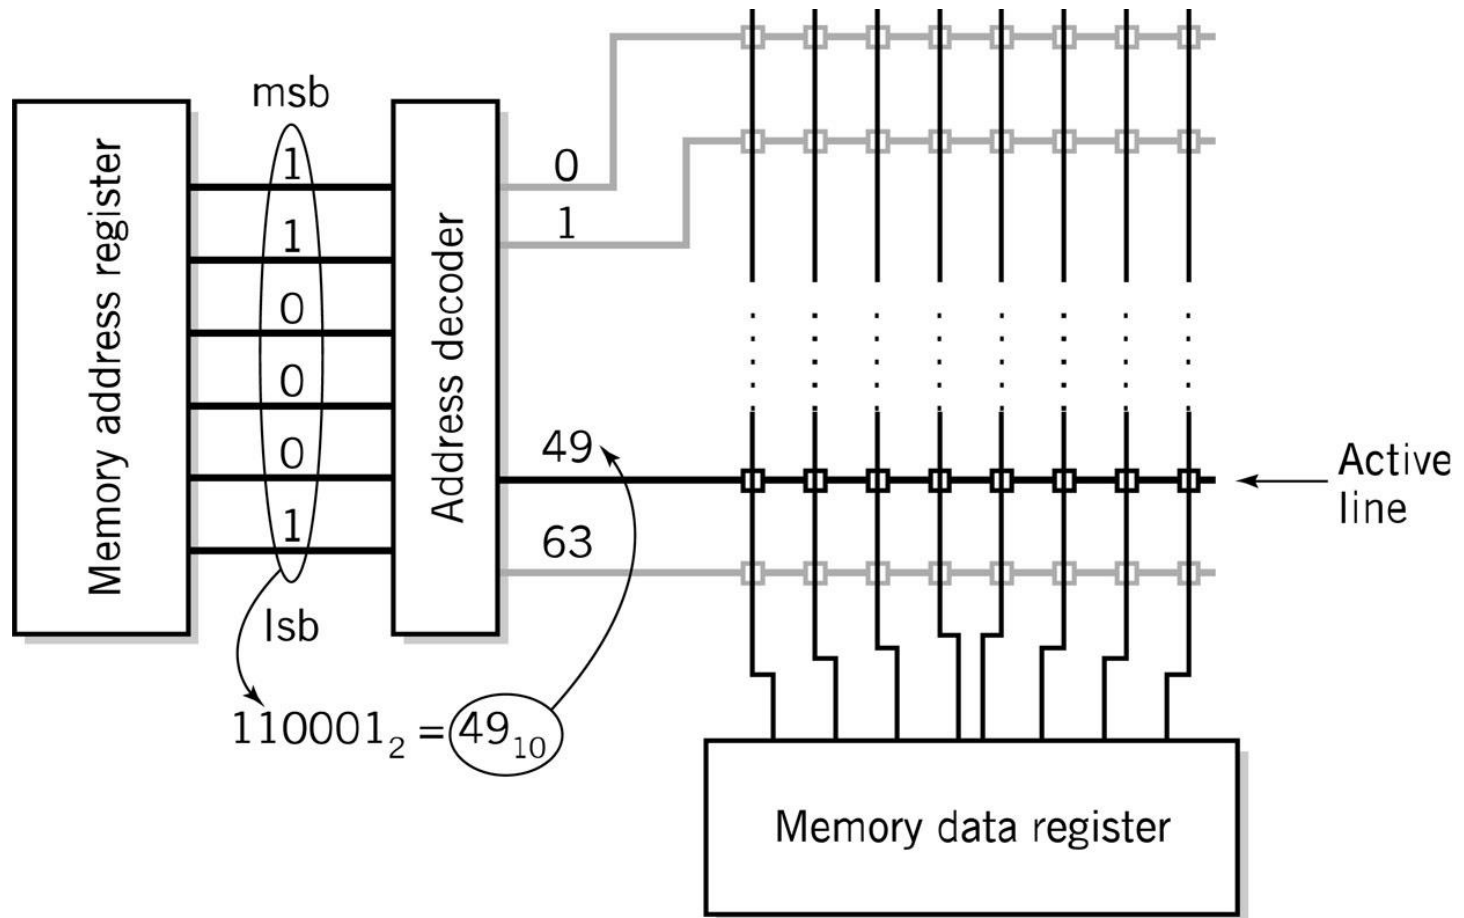 msb
Memory address register
1
1
0
0
0
1
lsb
Address decoder
0
1
49
63
Active
line
110001₂ = 49₁₀
Memory data register